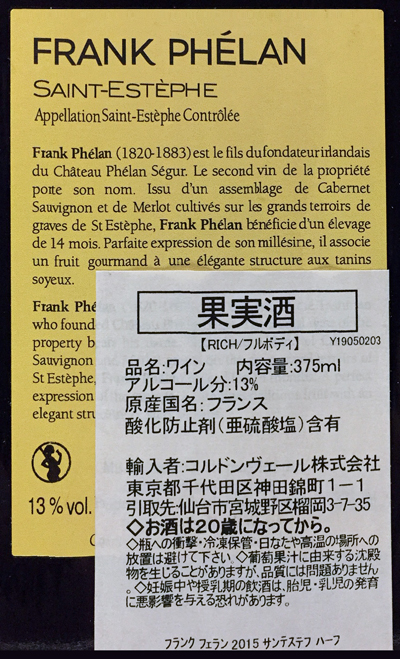 FRANK PHÉLAN
SAINT-ESTÈPHE
Appellation Saint-Estèphe Contrôlée
Frank Phélan (1820-1883) est le fils du fondateur irlandais
du Château Phélan Ségur. Le second vin de la propriété
porte son nom. Issu d'un assemblage de Cabernet
Sauvignon et de Merlot cultivés sur les grands terroirs de
graves de St Estèphe, Frank Phélan bénéficie d'un élevage
de 14 mois. Parfaite expression de son millésine, il associe
un fruit gourmand à une élégante structure aux tanins
soyeux.
Frank Phé
who founded
property
Sauvignon
St Estèphe,
expression
elegant
13 % vol.
果実酒
【RICH/フルボディ】 Y19050203
品名:ワイン 内容量:375ml
アルコール分:13%
原産国名:フランス
酸化防止剤(亜硫酸塩)含有
輸入者:コルドンヴェール株式会社
東京都千代田区神田錦町1-1
引取先:仙台市宮城野区榴岡3-7-35
◇お酒は20歳になってから。
◇瓶への衝撃・冷凍保管・日なたや高温の場所への
放置は避けて下さい ◇葡萄果汁に由来する沈殿
物を生じることがありますが、品質には問題ありません
。◇妊娠中や授乳期の飲酒は、胎児・乳児の発育
に悪影響を与える恐れがあります。
フランク フェラン 2015 サンテステフ ハーフ